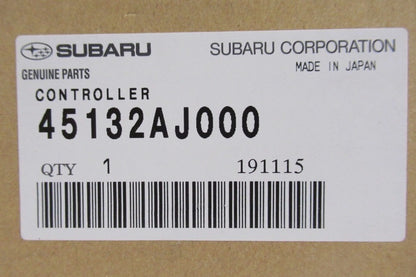 SUBARU SUBARU CORPORATION
GENUINE PARTS MADE IN JAPAN
CONTROLLER
45132AJ000
QTY 1 191115